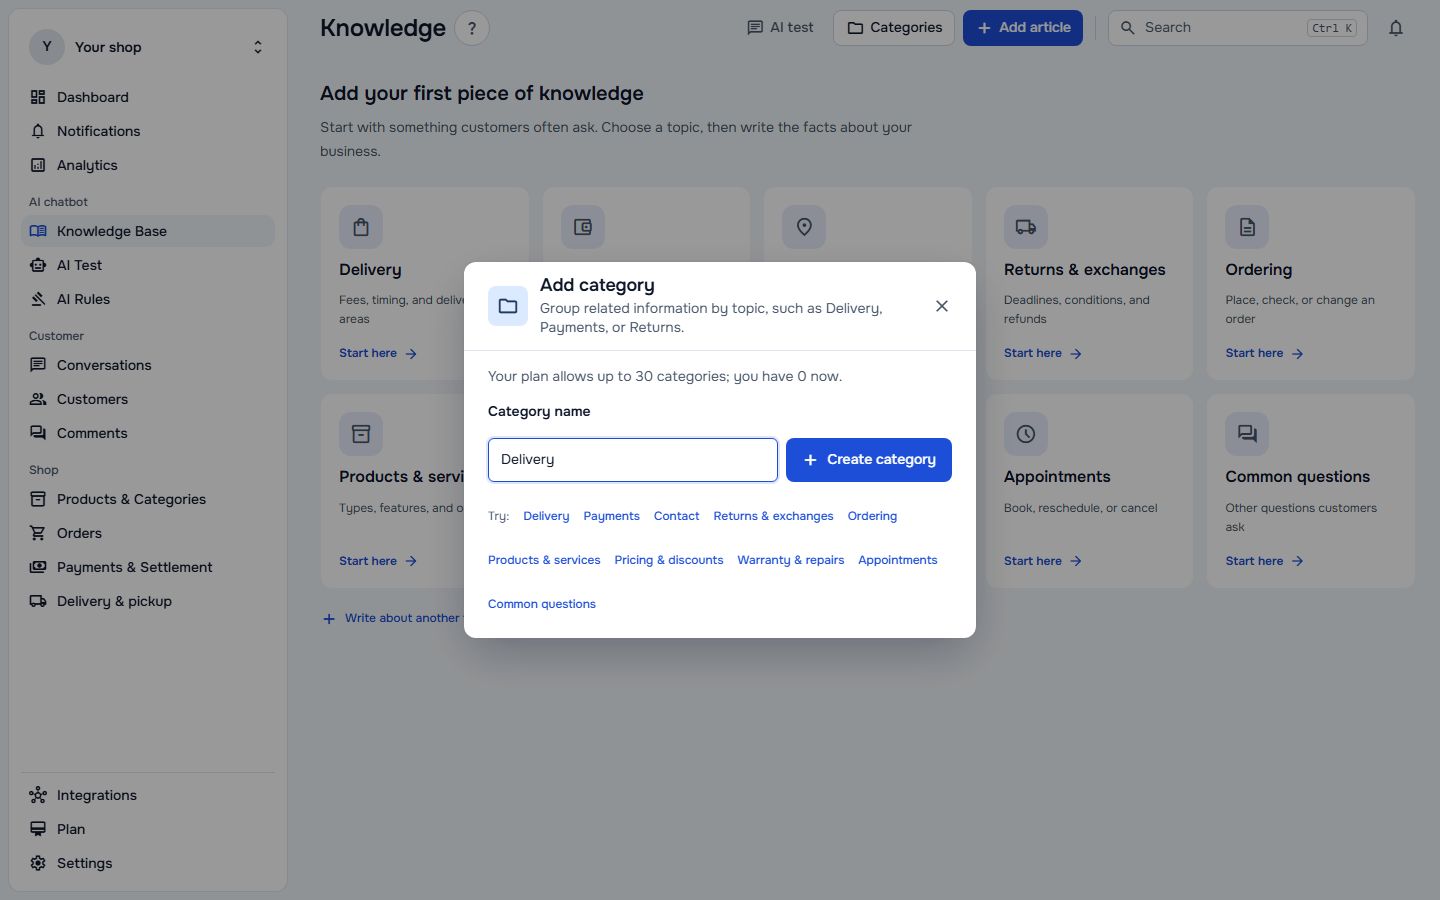 Y
Your shop
Dashboard
Notifications
Analytics
AI chatbot
Knowledge Base
AI Test
AI Rules
Customer
Conversations
Customers
Comments
Shop
Products & Categories
Orders
Payments & Settlement
Delivery & pickup
Integrations
Plan
Settings
Knowledge
?
AI test
Categories
Add article
Search
Ctrl K
Add your first piece of knowledge
Start with something customers often ask. Choose a topic, then write the facts about your
business.
Delivery
Fees, timing, and
areas
Start here
Returns & exchanges
Deadlines, conditions, and
refunds
Start here
Ordering
Place, check, or change an
order
Start here
Products &
Types, features, and
Start here
Appointments
Book, reschedule, or cancel
Start here
Common questions
Other questions customers
ask
Start here
Write about another
Add category
Group related information by topic, such as Delivery,
Payments, or Returns.
Your plan allows up to 30 categories; you have 0 now.
Category name
Delivery
Create category
Try: Delivery Payments Contact Returns & exchanges Ordering
Products & services Pricing & discounts Warranty & repairs Appointments
Common questions